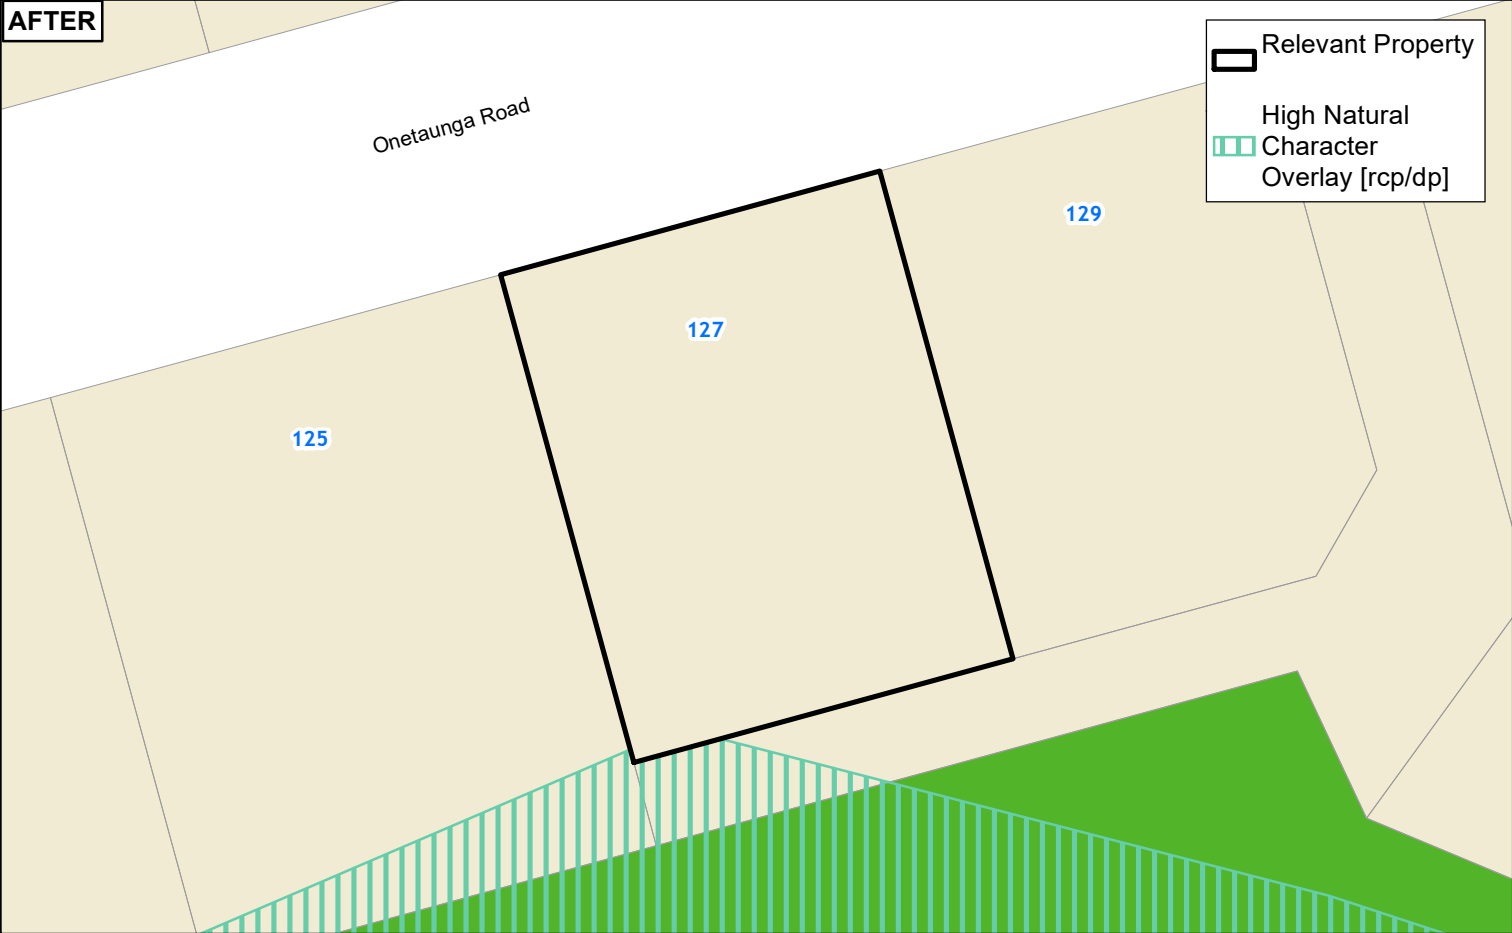 AFTER
Relevant Property
High Natural
Character
Overlay [rcp/dp]
Onetaunga Road
129
127
125